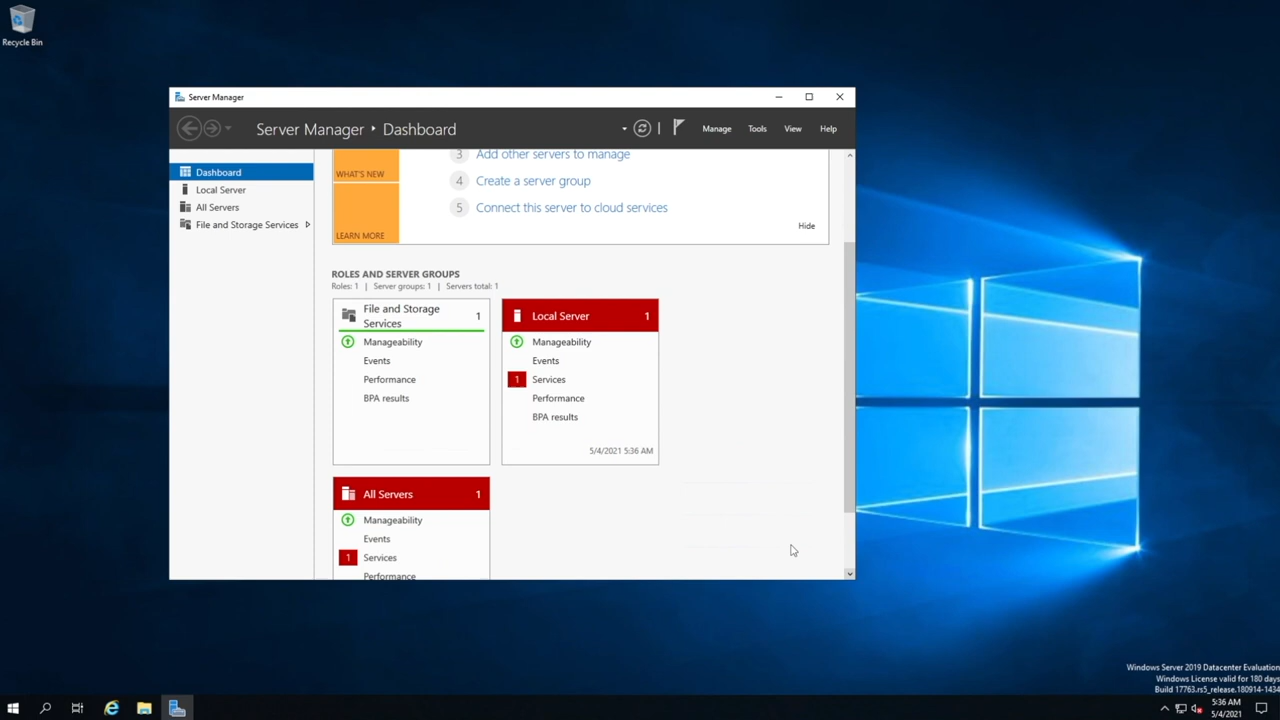 Recycle Bin
Server Manager
Server Manager ‣ Dashboard
Manage
Tools
View
Help
Dashboard
Local Server
All Servers
File and Storage Services
WHAT'S NEW
LEARN MORE
3 Add other servers to manage
4 Create a server group
5 Connect this server to cloud services
Hide
ROLES AND SERVER GROUPS
Roles: 1 | Server groups: 1 | Servers total: 1
File and Storage
Services
1
Manageability
Events
Performance
BPA results
Local Server 1
Manageability
Events
1 Services
Performance
BPA results
5/4/2021 5:36 AM
All Servers 1
Manageability
Events
1 Services
Performance
Windows Server 2019 Datacenter Evaluation
Windows License valid for 180 days
Build 17763.rs5_release.180914-1434
5:36 AM
5/4/2021